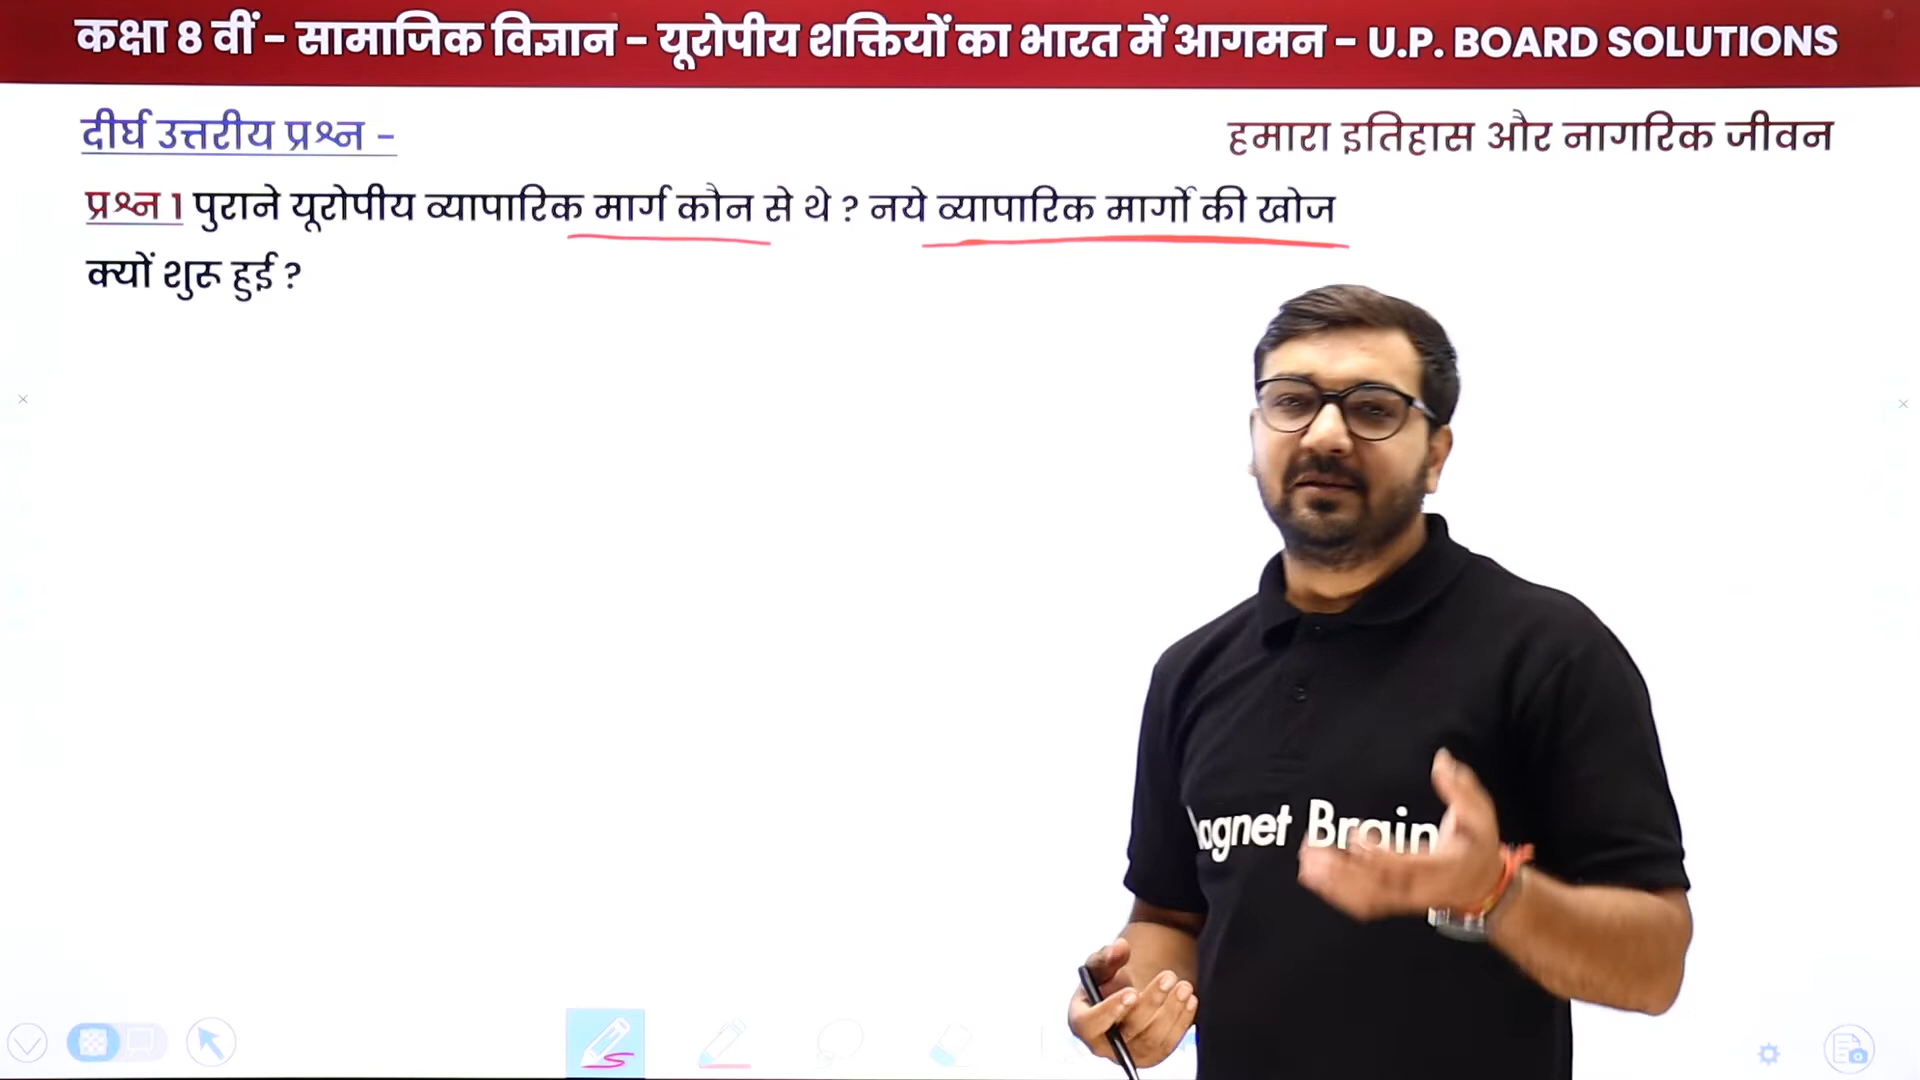 कक्षा 8 वीं - सामाजिक विज्ञान - यूरोपीय शक्तियों का भारत में आगमन - U.P. BOARD SOLUTIONS
दीर्घ उत्तरीय प्रश्न -
हमारा इतिहास और नागरिक जीवन
प्रश्न 1 पुराने यूरोपीय व्यापारिक मार्ग कौन से थे ? नये व्यापारिक मार्गो की खोज
क्यों शुरू हुई ?
agnet Brain